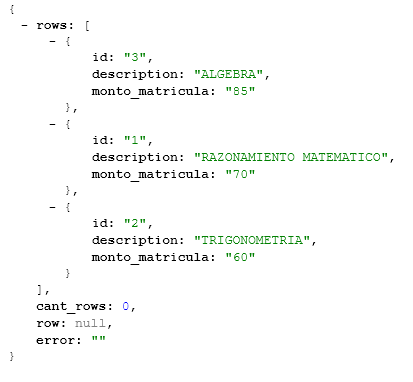 {
- rows: [
- {
id: "3",
description: "ALGEBRA",
monto_matricula: "85"
},
- {
id: "1",
description: "RAZONAMIENTO MATEMATICO",
monto_matricula: "70"
},
- {
id: "2",
description: "TRIGONOMETRIA",
monto_matricula: "60"
}
],
cant_rows: 0,
row: null,
error: ""
}